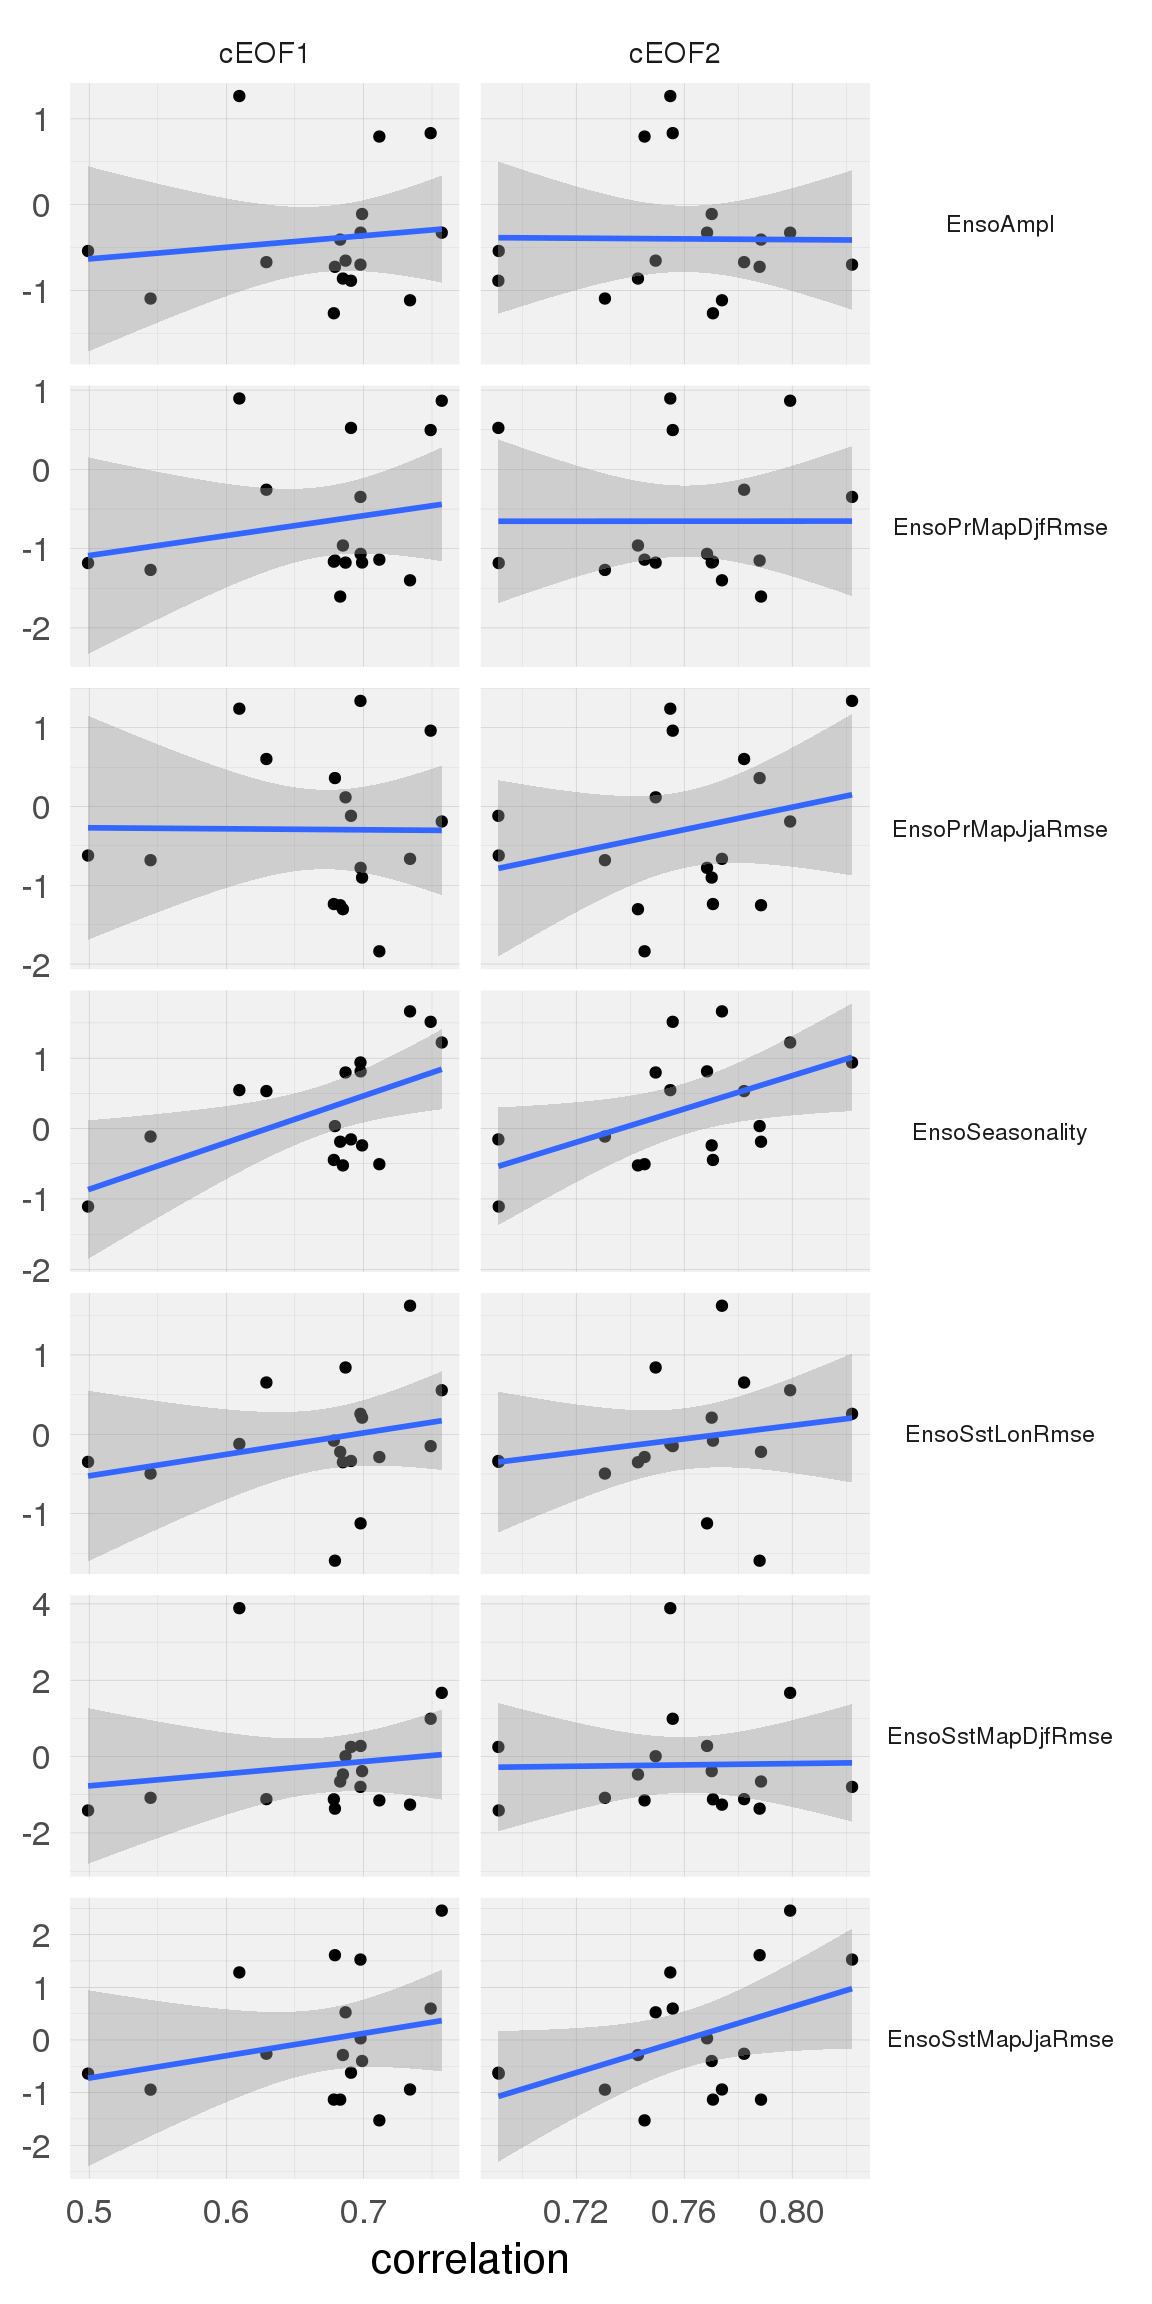 cEOF1 cEOF2
1
0
-1
EnsoAmpl
1
0
-1
-2
EnsoPrMapDjfRmse
1
0
-1
-2
EnsoPrMapJjaRmse
1
0
-1
-2
EnsoSeasonality
1
0
-1
EnsoSstLonRmse
4
2
0
-2
EnsoSstMapDjfRmse
2
1
0
-1
-2
EnsoSstMapJjaRmse
0.5 0.6 0.7 0.72 0.76 0.80
correlation